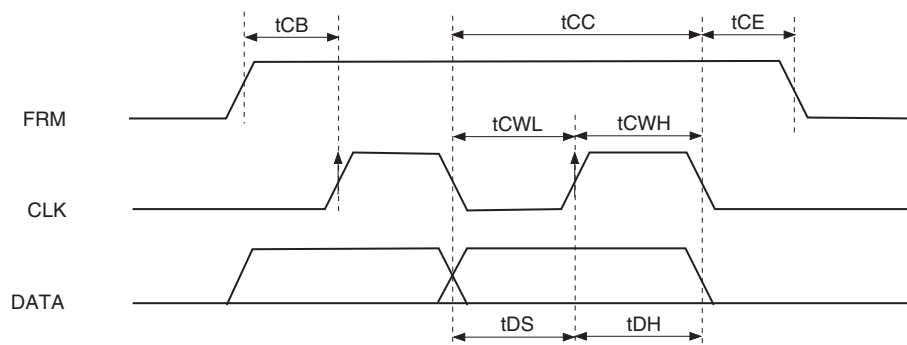 tCB
tCC
tCE
FRM
tCWL
tCWH
CLK
DATA
tDS
tDH